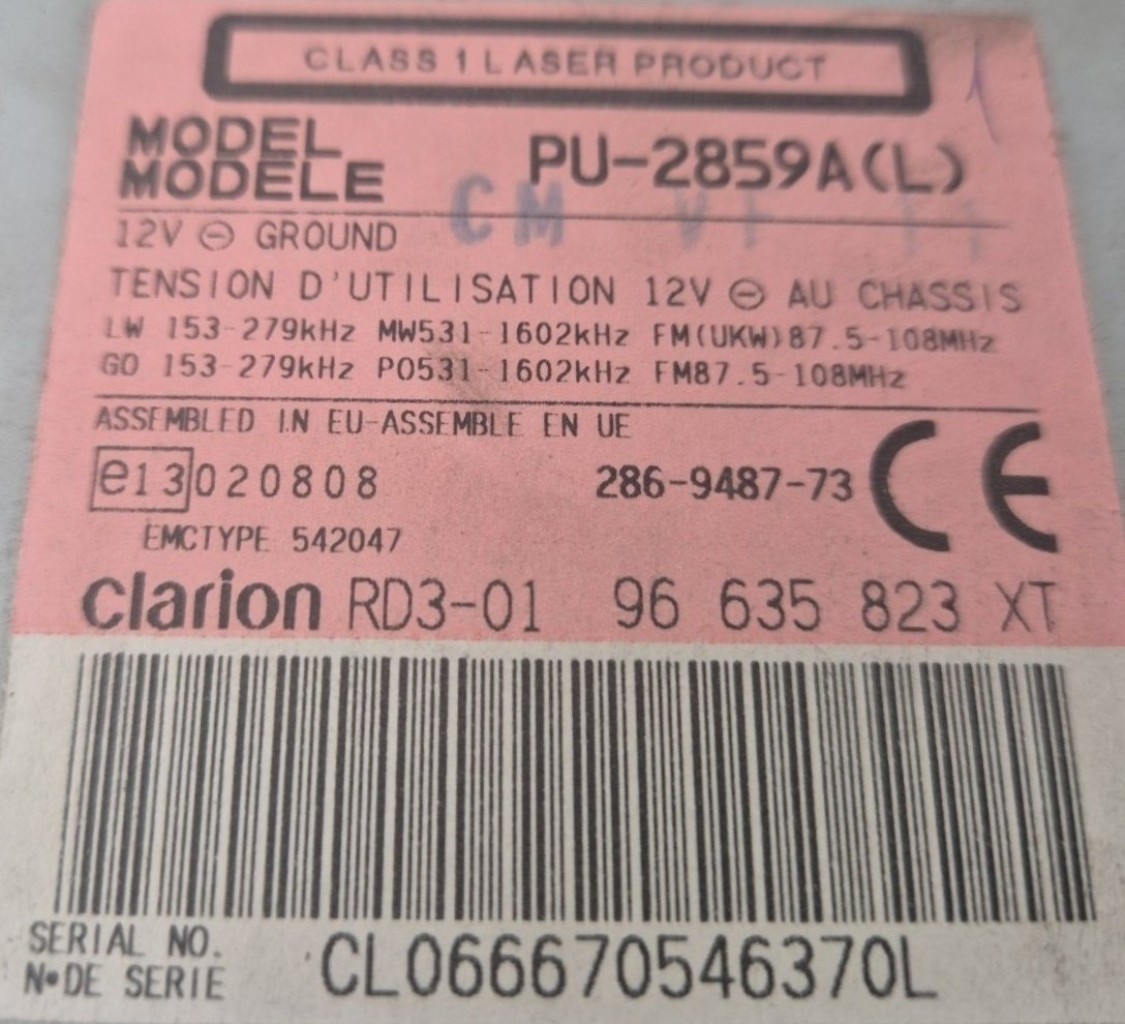 CLASS 1 LASER PRODUCT
MODEL
MODÈLE
PU-2859A(L)
CM
12V ⊖ GROUND
TENSION D'UTILISATION 12V ⊖ AU CHASSIS
LW 153-279kHz MW531-1602kHz FM(UKW)87.5-108MHz
GO 153-279kHz PO531-1602kHz FM87.5-108MHz
ASSEMBLED IN EU-ASSEMBLE EN UE
e13 020808 286-9487-73 CE
EMCTYPE 542047
clarion RD3-01 96 635 823 XT
SERIAL NO.
N•DE SERIE
CL066670546370L